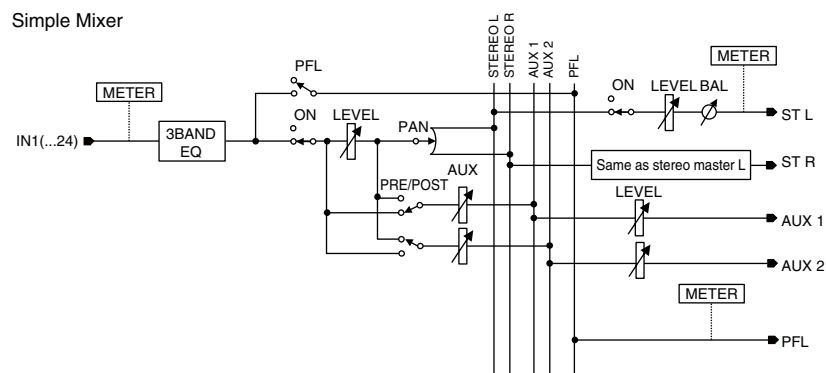 Simple Mixer
STEREO L
STEREO R
AUX 1
AUX 2
PFL
METER
ON
LEVEL BAL
ST L
PFL
METER
ON
LEVEL
PAN
IN1(...24)
3BAND
EQ
Same as stereo master L
ST R
PRE/POST
AUX
LEVEL
AUX 1
AUX 2
METER
PFL